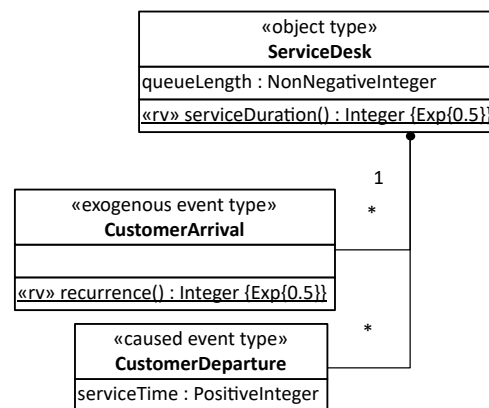 «object type»
ServiceDesk
queueLength : NonNegativeInteger
«rv» serviceDuration() : Integer {Exp{0.5}}
1
«exogenous event type»
CustomerArrival
*
«rv» recurrence() : Integer {Exp{0.5}}
«caused event type»
CustomerDeparture
*
serviceTime : PositiveInteger